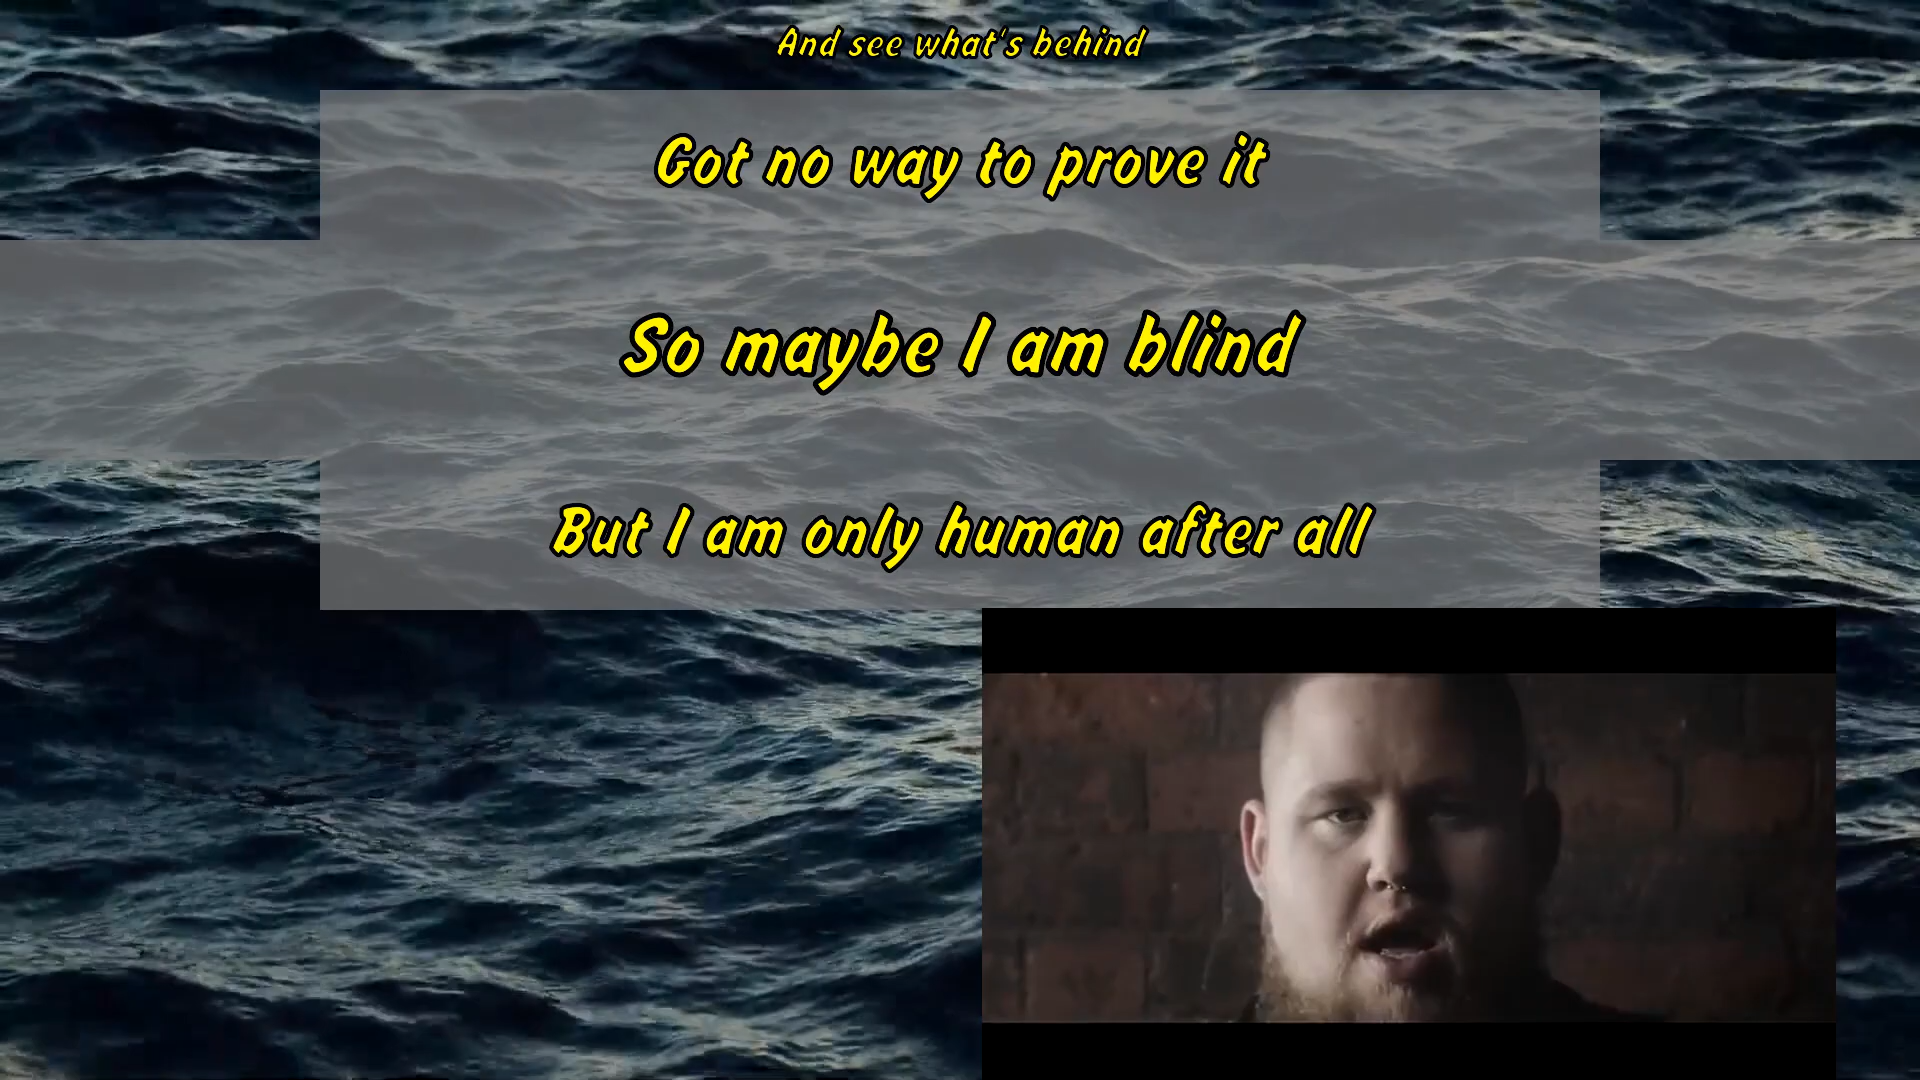 And see what's behind
Got no way to prove it
So maybe I am blind
But I am only human after all